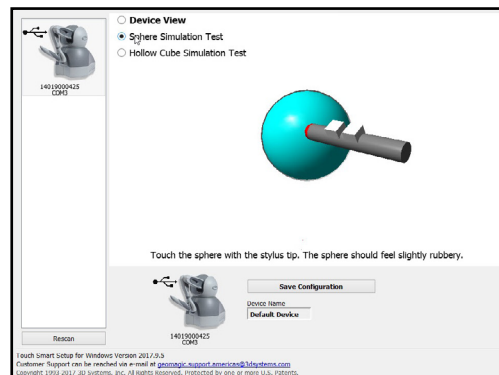 Device View
Sphere Simulation Test
Hollow Cube Simulation Test
14019000425
COM3
Touch the sphere with the stylus tip. The sphere should feel slightly rubbery.
Save Configuration
Device Name
Default Device
14019000425
COM3
Rescan
Touch Smart Setup for Windows Version 2017.9.5
Customer Support can be reached via e-mail at geomagic.support.americas@3dsystems.com
Copyright 1993 2017 3D Systems, Inc. All Rights Reserved. Protected by one or more U.S. Patents.